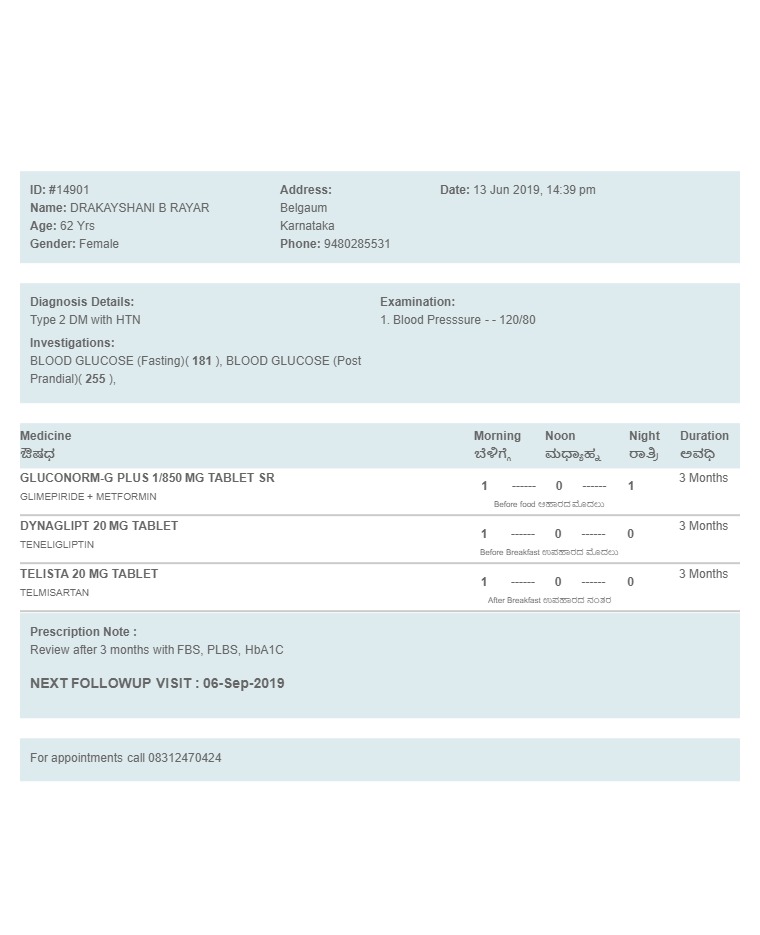 ID: #14901
Name: DRAKAYSHANI B RAYAR
Age: 62 Yrs
Gender: Female
Address:
Belgaum
Karnataka
Phone: 9480285531
Date: 13 Jun 2019, 14:39 pm
Diagnosis Details:
Type 2 DM with HTN
Investigations:
BLOOD GLUCOSE (Fasting)( 181 ), BLOOD GLUCOSE (Post
Prandial)( 255 ),
Examination:
1. Blood Presssure - - 120/80
Medicine Morning Noon Night Duration
ಔಷಧ ಬೆಳಿಗ್ಗೆ ಮಧ್ಯಾಹ್ನ ರಾತ್ರಿ ಅವಧಿ
GLUCONORM-G PLUS 1/850 MG TABLET SR 3 Months
1 ------ 0 ------ 1
GLIMEPIRIDE + METFORMIN
Before food ಆಹಾರದ ಮೊದಲು
DYNAGLIPT 20 MG TABLET 3 Months
1 ------ 0 ------ 0
TENELIGLIPTIN
Before Breakfast ಉಪಹಾರದ ಮೊದಲು
TELISTA 20 MG TABLET 3 Months
1 ------ 0 ------ 0
TELMISARTAN
After Breakfast ಉಪಹಾರದ ನಂತರ
Prescription Note :
Review after 3 months with FBS, PLBS, HbA1C
NEXT FOLLOWUP VISIT : 06-Sep-2019
For appointments call 08312470424